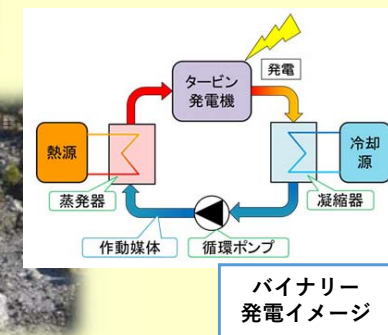 発電
タービン
発電機
熱源
冷却
源
蒸発器
凝縮器
作動媒体
循環ポンプ
バイナリー
発電イメージ